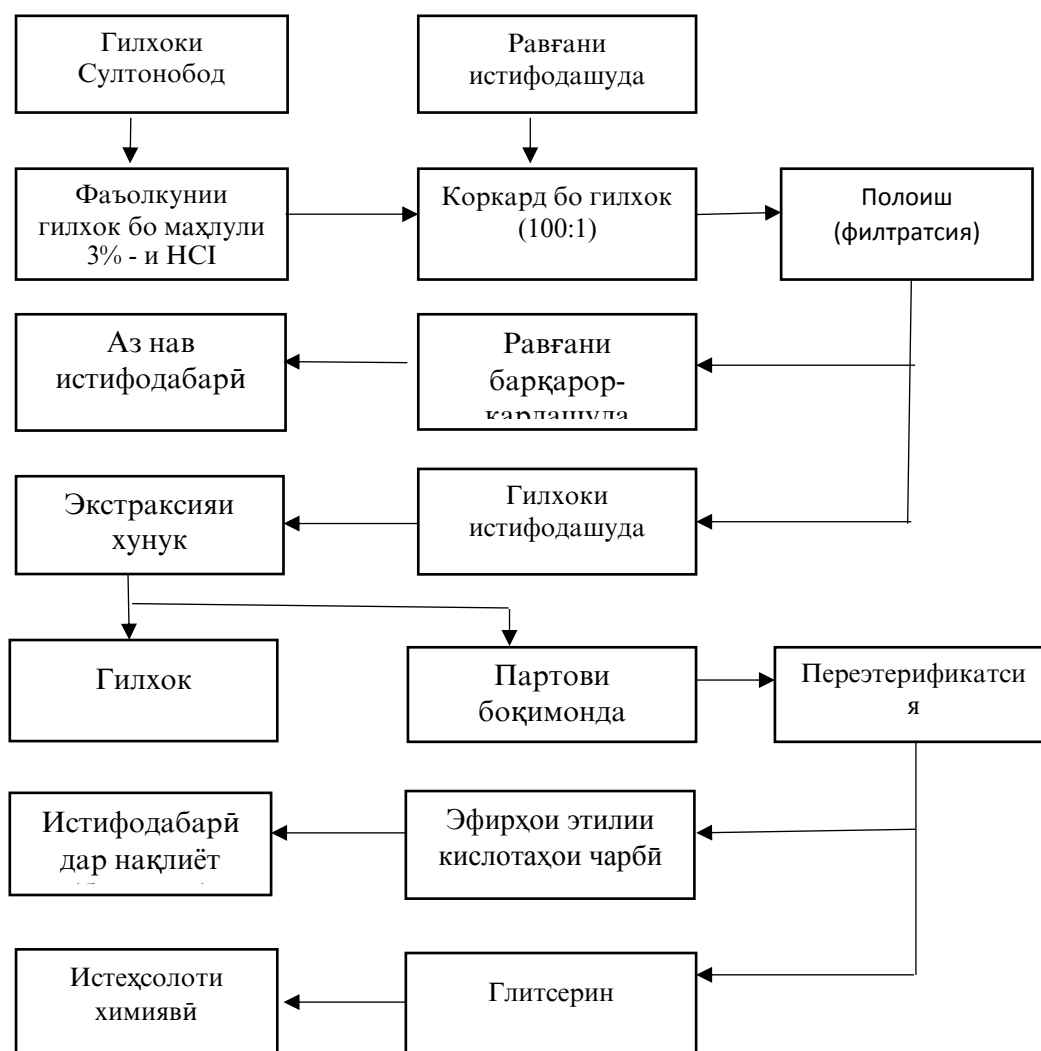 Гилхоки
Султонобод
Равғани
истифодашуда
Фаъолкунии
гилхок бо маҳлули
3% - и HCI
Коркард бо гилхок
(100:1)
Полоиш
(филтратсия)
Аз нав
истифодабарӣ
Равғани
барқарор-
кардашуда
Экстраксияи
хунук
Гилхоки
истифодашуда
Гилхок
Партови
боқимонда
Переэтерификатси
я
Истифодабарӣ
дар нақлиёт
Эфирҳои этилии
кислотаҳои чарбӣ
Истеҳсолоти
химиявӣ
Глитсерин